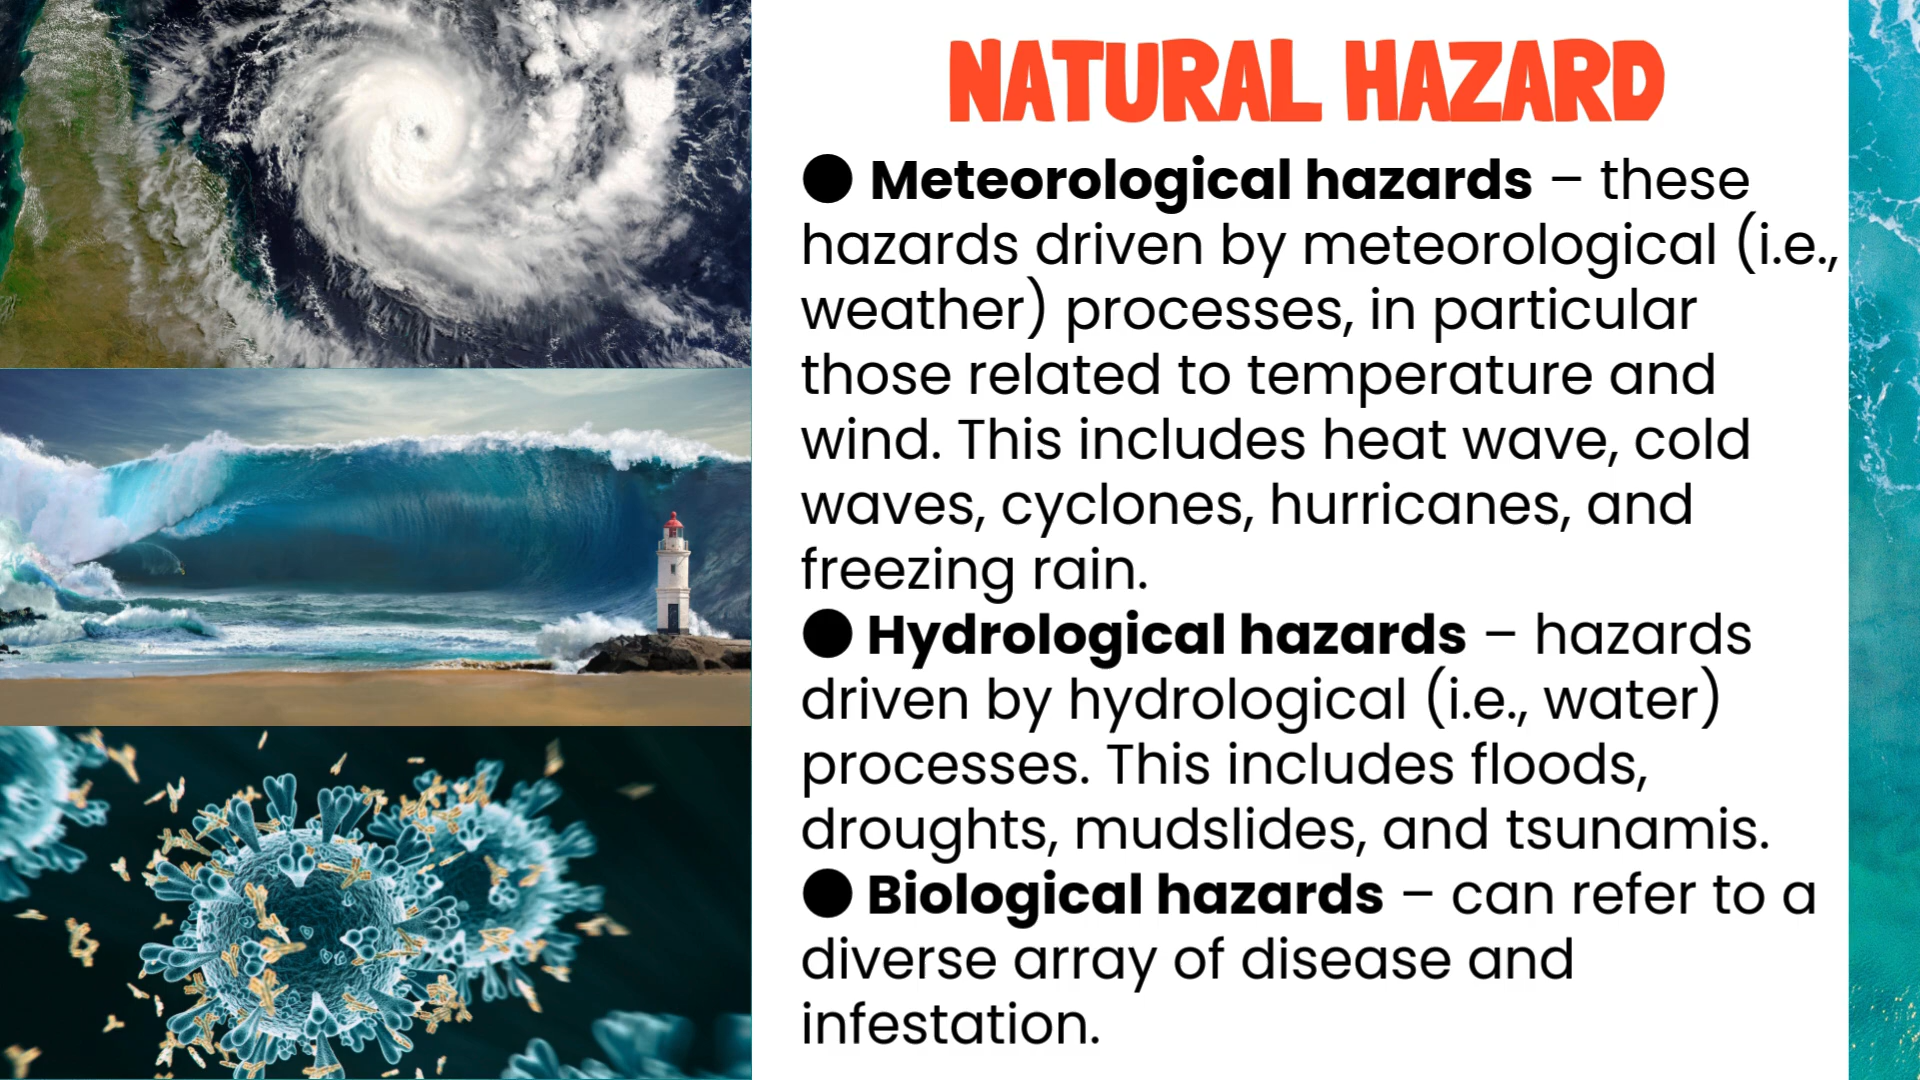 NATURAL HAZARD
● Meteorological hazards – these
hazards driven by meteorological (i.e.,
weather) processes, in particular
those related to temperature and
wind. This includes heat wave, cold
waves, cyclones, hurricanes, and
freezing rain.
● Hydrological hazards – hazards
driven by hydrological (i.e., water)
processes. This includes floods,
droughts, mudslides, and tsunamis.
● Biological hazards – can refer to a
diverse array of disease and
infestation.